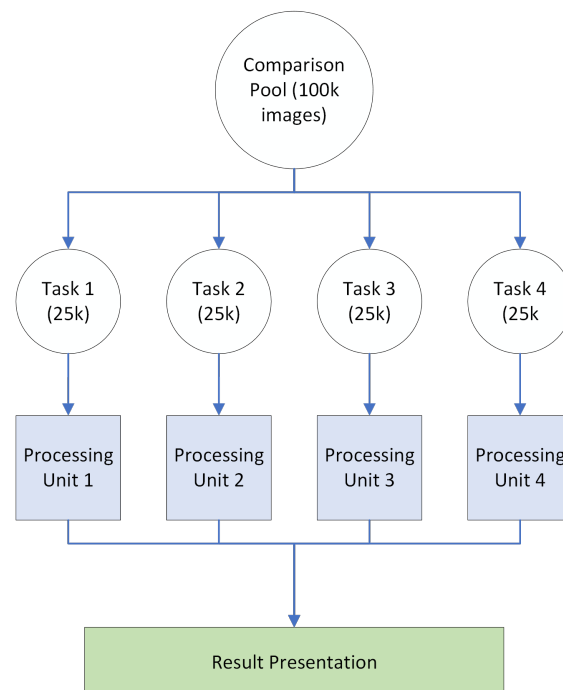 Comparison
Pool (100k
images)
Task 1
(25k)
Task 2
(25k)
Task 3
(25k)
Task 4
(25k
Processing
Unit 1
Processing
Unit 2
Processing
Unit 3
Processing
Unit 4
Result Presentation